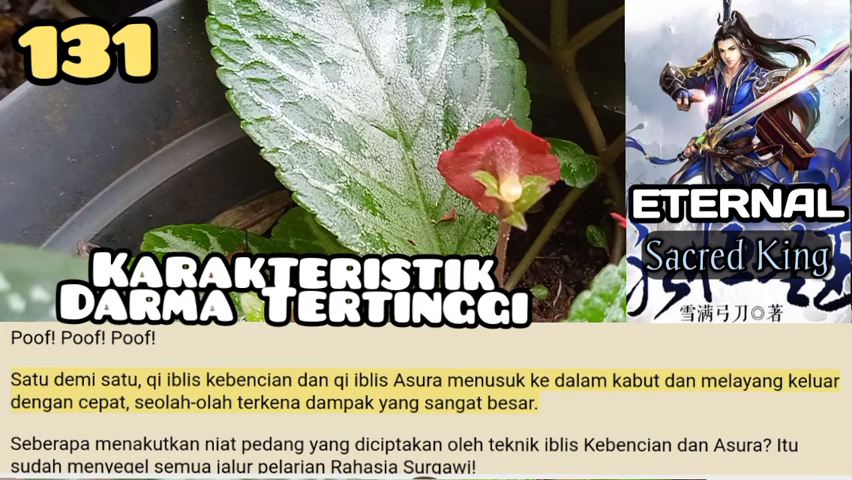 131
ETERNAL
Sacred King
雪满弓刀◎著
KARAKTERISTIK
DARMA TERTINGGI
Poof! Poof! Poof!
Satu demi satu, qi iblis kebencian dan qi iblis Asura menusuk ke dalam kabut dan melayang keluar
dengan cepat, seolah-olah terkena dampak yang sangat besar.
Seberapa menakutkan niat pedang yang diciptakan oleh teknik iblis Kebencian dan Asura? Itu
sudah menyegel semua jalur pelarian Rahasia Surgawi!